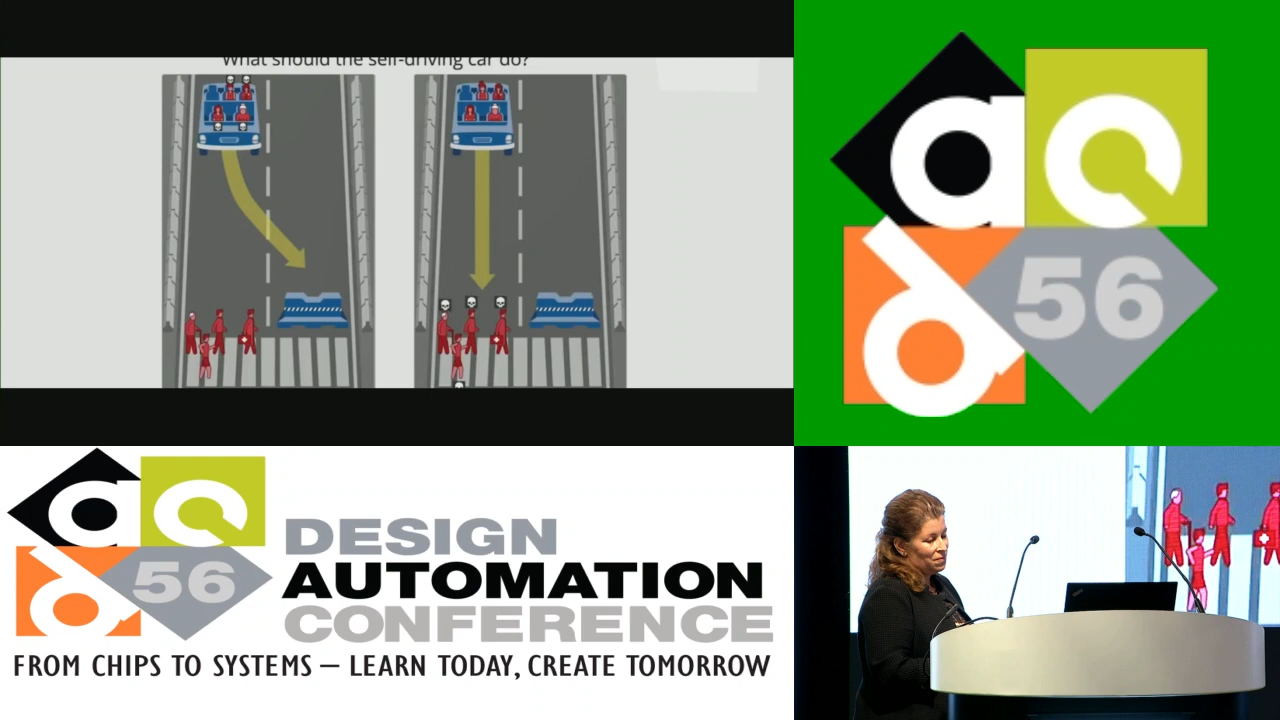 What should the self-driving car do?
56
56
DESIGN
AUTOMATION
CONFERENCE
FROM CHIPS TO SYSTEMS — LEARN TODAY, CREATE TOMORROW